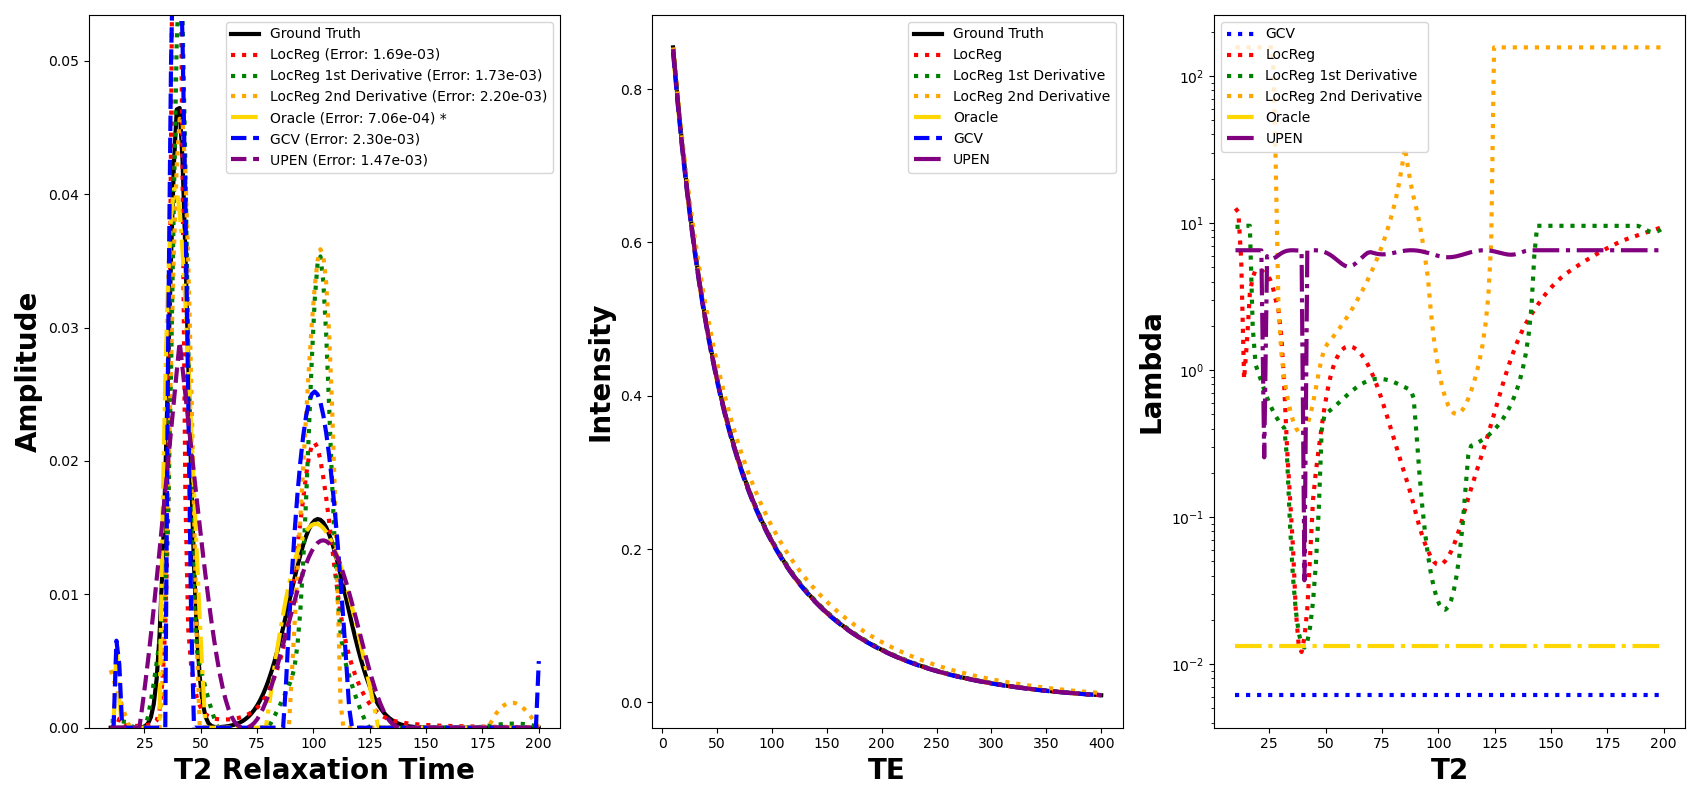 Amplitude
0.05
0.04
0.03
0.02
0.01
0.00
Ground Truth
LocReg (Error: 1.69e-03)
LocReg 1st Derivative (Error: 1.73e-03)
LocReg 2nd Derivative (Error: 2.20e-03)
Oracle (Error: 7.06e-04) *
GCV (Error: 2.30e-03)
UPEN (Error: 1.47e-03)
25 50 75 100 125 150 175 200
T2 Relaxation Time
Intensity
0.8
0.6
0.4
0.2
0.0
Ground Truth
LocReg
LocReg 1st Derivative
LocReg 2nd Derivative
Oracle
GCV
UPEN
0 50 100 150 200 250 300 350 400
TE
Lambda
10²
10¹
10⁰
10⁻¹
10⁻²
GCV
LocReg
LocReg 1st Derivative
LocReg 2nd Derivative
Oracle
UPEN
25 50 75 100 125 150 175 200
T2